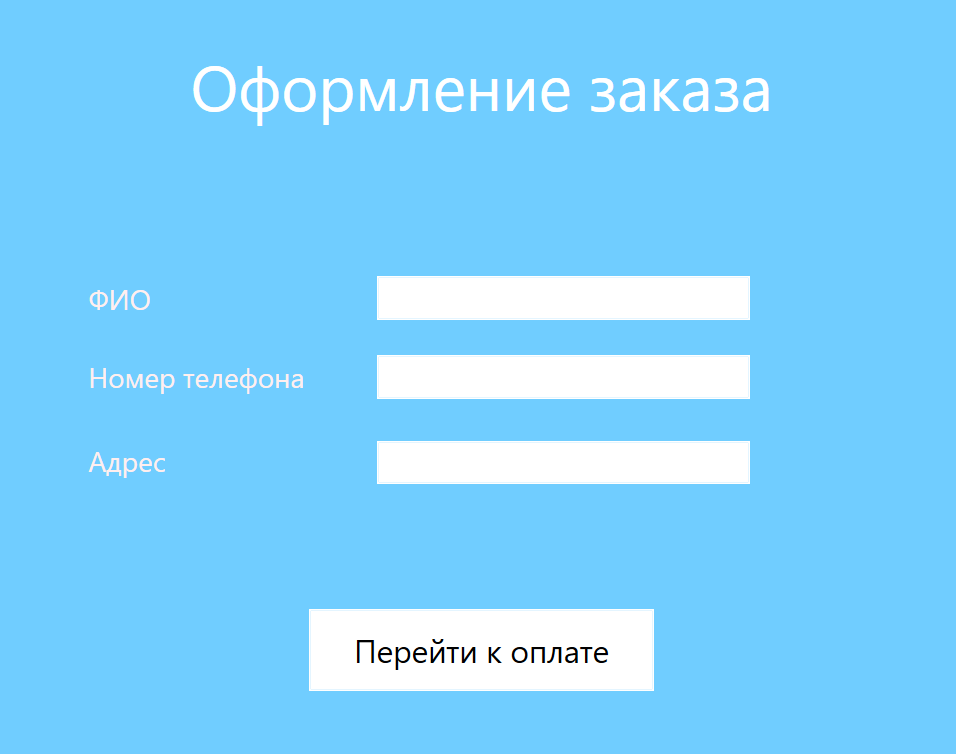 Оформление заказа
ФИО
Номер телефона
Адрес
Перейти к оплате